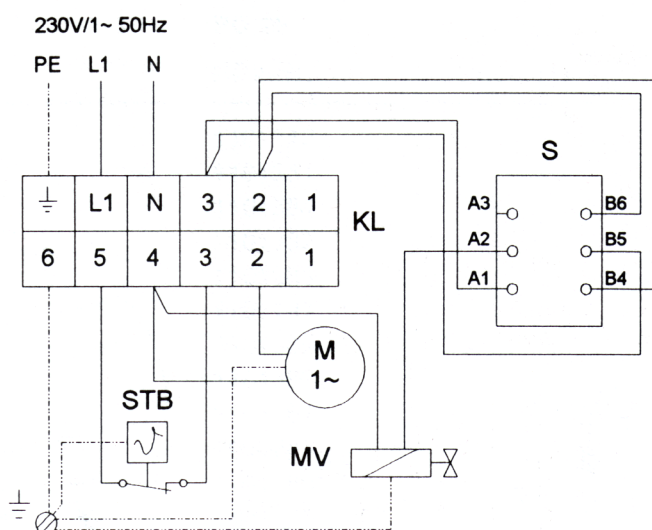 230V/1~ 50Hz
PE L1 N
S
L1 N 3 2 1
KL
6 5 4 3 2 1
A3 B6
A2 B5
A1 B4
M
1~
STB
MV